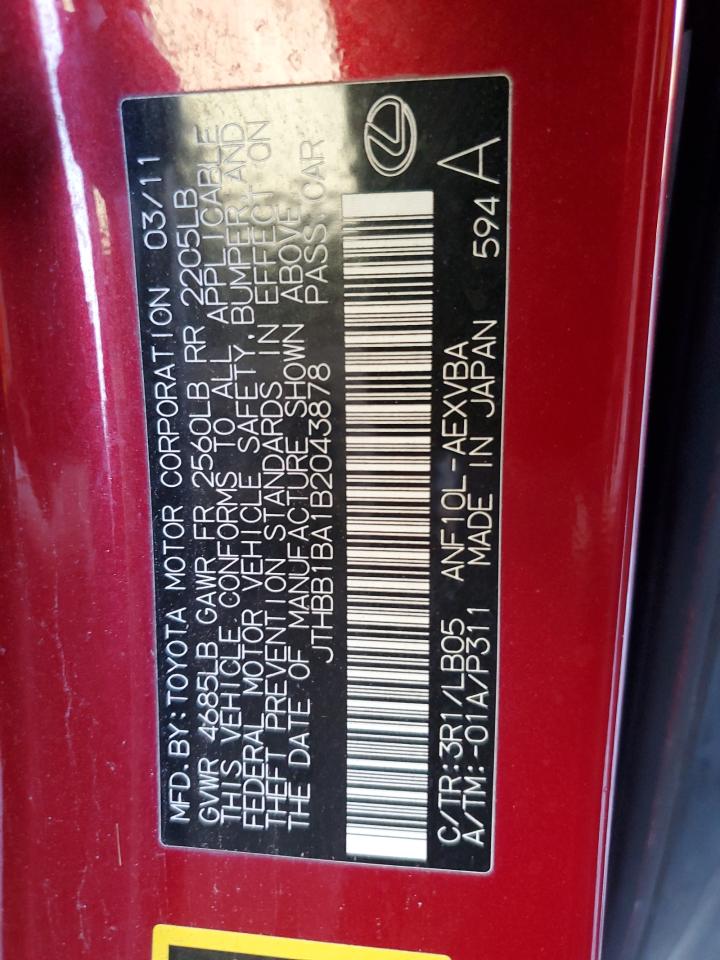 MFD.BY:TOYOTA MOTOR CORPORATION 03/11
GVWR 4685LB GAWR FR 2560LB RR 2205LB
THIS VEHICLE CONFORMS TO ALL APPLICABLE
FEDERAL MOTOR VEHICLE SAFETY, BUMPER, AND
THEFT PREVENTION STANDARDS IN EFFECT ON
THE DATE OF MANUFACTURE SHOWN ABOVE.
JTHBB1BA1B2043878 PASS CAR
C/TR:3R1/LB05 ANF10L-AEXVBA
A/TM:-01A/P311 MADE IN JAPAN 594 A